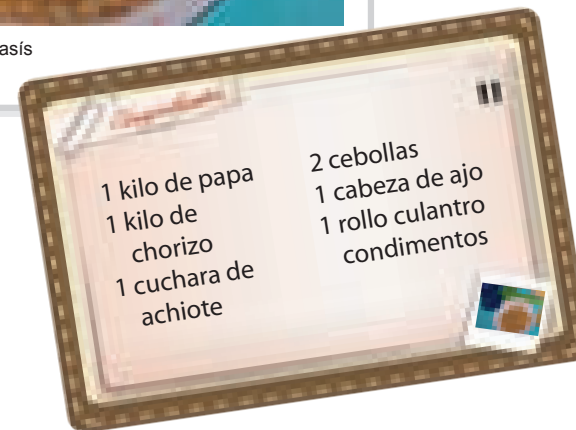 asís
1 kilo de papa
1 kilo de
chorizo
1 cuchara de
achiote
2 cebollas
1 cabeza de ajo
1 rollo culantro
condimentos